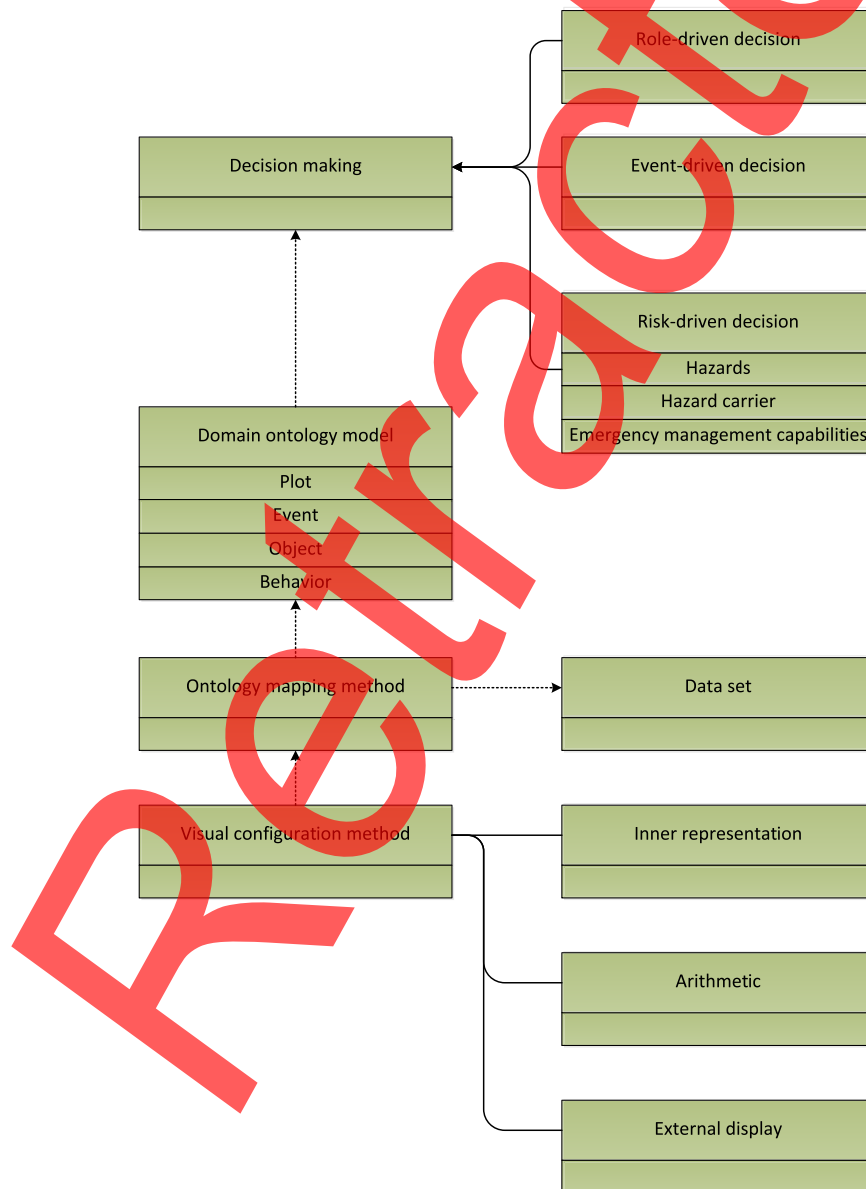 Role-driven decision
Decision making
Event-driven decision
Risk-driven decision
Hazards
Hazard carrier
Emergency management capabilities
Domain ontology model
Plot
Event
Object
Behavior
Ontology mapping method
Data set
Visual configuration method
Inner representation
Arithmetic
External display
Retracte